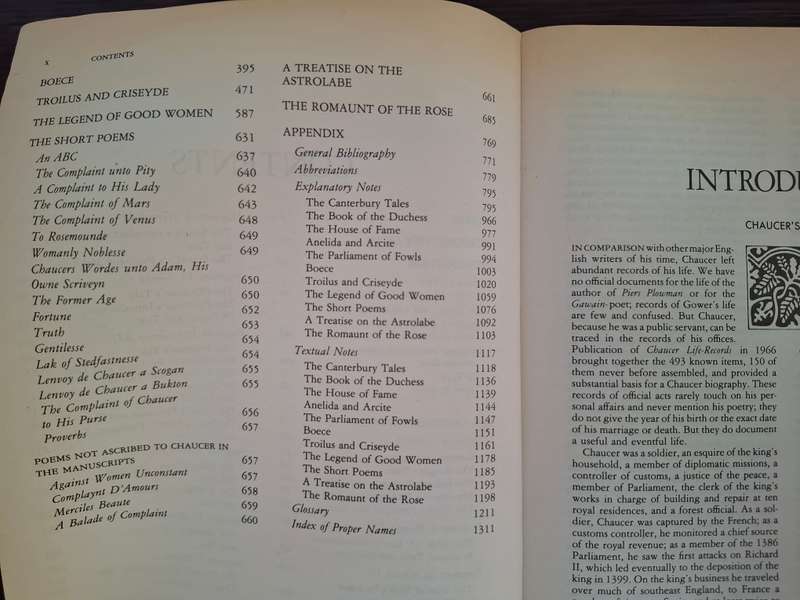 x CONTENTS
BOECE 395
TROILUS AND CRISEYDE 471
THE LEGEND OF GOOD WOMEN 587
THE SHORT POEMS 631
An ABC 637
The Complaint unto Pity 640
A Complaint to His Lady 642
The Complaint of Mars 643
The Complaint of Venus 648
To Rosemounde 649
Womanly Noblesse 649
Chaucers Wordes unto Adam, His
Owne Scriveyn 650
The Former Age 650
Fortune 652
Truth 653
Gentilesse 654
Lak of Stedfastnesse 654
Lenvoy de Chaucer a Scogan 655
Lenvoy de Chaucer a Bukton 655
The Complaint of Chaucer
to His Purse 656
Proverbs 657
POEMS NOT ASCRIBED TO CHAUCER IN
THE MANUSCRIPTS 657
Against Women Unconstant 657
Complaynt D'Amours 658
Merciles Beaute 659
A Balade of Complaint 660
A TREATISE ON THE
ASTROLABE 661
THE ROMAUNT OF THE ROSE 685
APPENDIX 769
General Bibliography 771
Abbreviations 779
Explanatory Notes 795
The Canterbury Tales 795
The Book of the Duchess 966
The House of Fame 977
Anelida and Arcite 991
The Parliament of Fowls 994
Boece 1003
Troilus and Criseyde 1020
The Legend of Good Women 1059
The Short Poems 1076
A Treatise on the Astrolabe 1092
The Romaunt of the Rose 1103
Textual Notes 1117
The Canterbury Tales 1118
The Book of the Duchess 1136
The House of Fame 1139
Anelida and Arcite 1144
The Parliament of Fowls 1147
Boece 1151
Troilus and Criseyde 1161
The Legend of Good Women 1178
The Short Poems 1185
A Treatise on the Astrolabe 1193
The Romaunt of the Rose 1198
Glossary 1211
Index of Proper Names 1311
INTRODU
CHAUCER'S
IN COMPARISON with other major Eng-
lish writers of his time, Chaucer left
abundant records of his life. We have
no official documents for the life of the
author of Piers Plowman or for the
Gawain-poet; records of Gower's life
are few and confused. But Chaucer,
because he was a public servant, can be
traced in the records of his offices.
Publication of Chaucer Life-Records in 1966
brought together the 493 known items, 150 of
them never before assembled, and provided a
substantial basis for a Chaucer biography. These
records of official acts rarely touch on his per-
sonal affairs and never mention his poetry; they
do not give the year of his birth or the exact date
of his marriage or death. But they do document
a useful and eventful life.
Chaucer was a soldier, an esquire of the king's
household, a member of diplomatic missions, a
controller of customs, a justice of the peace, a
member of Parliament, the clerk of the king's
works in charge of building and repair at ten
royal residences, and a forest official. As a sol-
dier, Chaucer was captured by the French; as a
customs controller, he monitored a chief source
of the royal revenue; as a member of the 1386
Parliament, he saw the first attacks on Richard
II, which led eventually to the deposition of the
king in 1399. On the king's business he traveled
over much of southeast England, to France a